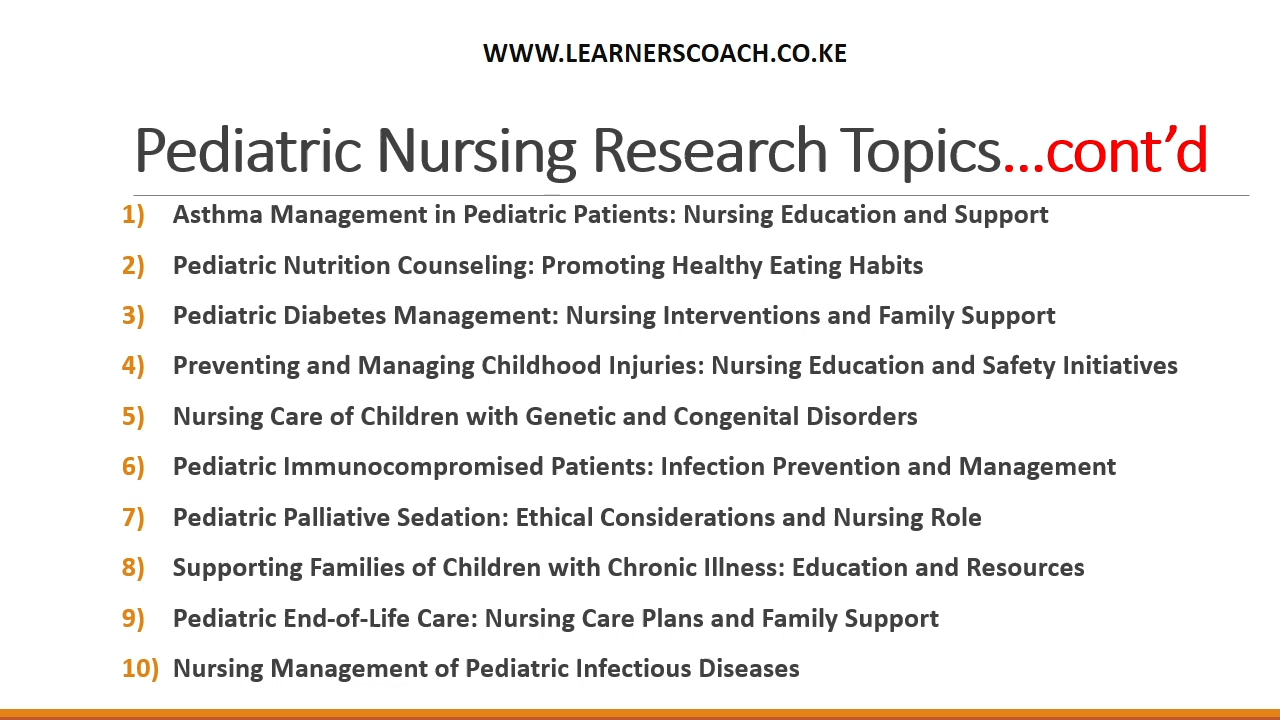 WWW.LEARNERSCOACH.CO.KE
Pediatric Nursing Research Topics...cont’d
1) Asthma Management in Pediatric Patients: Nursing Education and Support
2) Pediatric Nutrition Counseling: Promoting Healthy Eating Habits
3) Pediatric Diabetes Management: Nursing Interventions and Family Support
4) Preventing and Managing Childhood Injuries: Nursing Education and Safety Initiatives
5) Nursing Care of Children with Genetic and Congenital Disorders
6) Pediatric Immunocompromised Patients: Infection Prevention and Management
7) Pediatric Palliative Sedation: Ethical Considerations and Nursing Role
8) Supporting Families of Children with Chronic Illness: Education and Resources
9) Pediatric End-of-Life Care: Nursing Care Plans and Family Support
10) Nursing Management of Pediatric Infectious Diseases